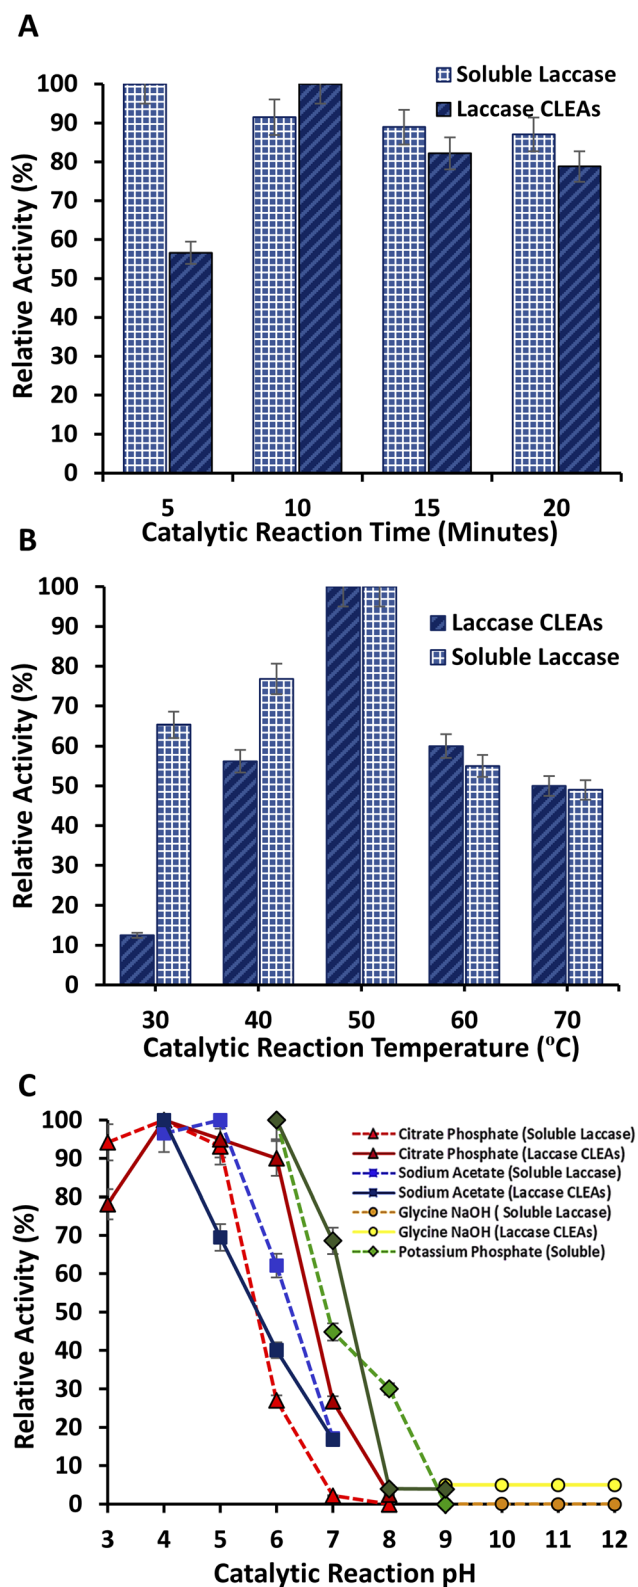 A
Soluble Laccase
Laccase CLEAs
Relative Activity (%)
100
90
80
70
60
50
40
30
20
10
0
5 10 15 20
Catalytic Reaction Time (Minutes)
B
Laccase CLEAs
Soluble Laccase
Relative Activity (%)
100
90
80
70
60
50
40
30
20
10
0
30 40 50 60 70
Catalytic Reaction Temperature (°C)
C
Citrate Phosphate (Soluble Laccase)
Citrate Phosphate (Laccase CLEAs)
Sodium Acetate (Soluble Laccase)
Sodium Acetate (Laccase CLEAs)
Glycine NaOH ( Soluble Laccase)
Glycine NaOH (Laccase CLEAs)
Potassium Phosphate (Soluble)
Relative Activity (%)
100
90
80
70
60
50
40
30
20
10
0
3 4 5 6 7 8 9 10 11 12
Catalytic Reaction pH